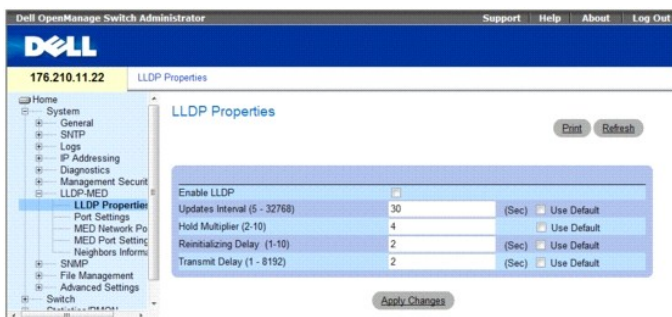 Dell OpenManage Switch Administrator Support Help About Log Out
DELL
176.210.11.22 LLDP Properties
Home
System
General
SNTP
Logs
IP Addressing
Diagnostics
Management Securit
LLDP-MED
LLDP Propertie
Port Settings
MED Network Po
MED Port Setting
Neighbors Informa
SNMP
File Management
Advanced Settings
Switch
LLDP Properties
Print Refresh
Enable LLDP
Updates Interval (5 - 32768) 30 (Sec) Use Default
Hold Multiplier (2-10) 4 Use Default
Reinitializing Delay (1-10) 2 (Sec) Use Default
Transmit Delay (1 - 8192) 2 (Sec) Use Default
Apply Changes